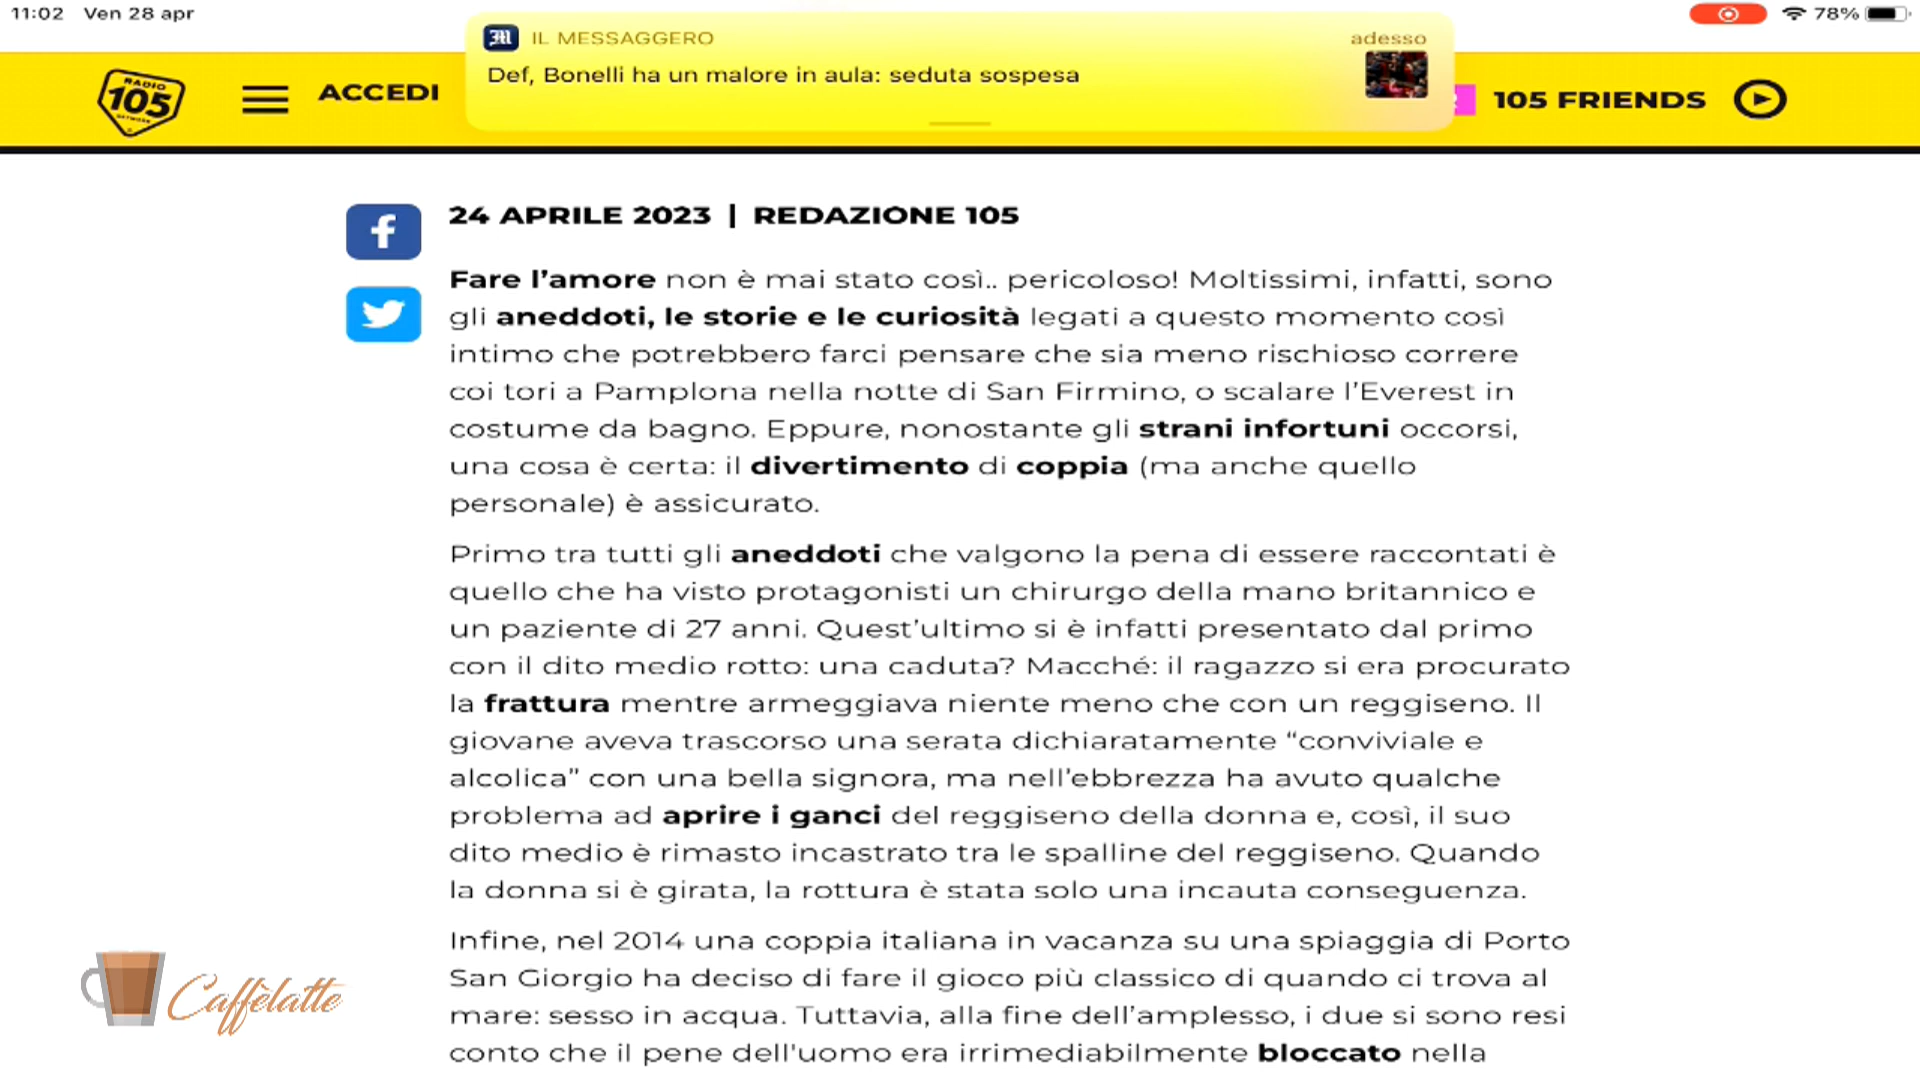 11:02 Ven 28 apr
78%
IL MESSAGGERO
adesso
Def, Bonelli ha un malore in aula: seduta sospesa
RADIO
105
NETWORK
ACCEDI
105 FRIENDS
24 APRILE 2023 | REDAZIONE 105
Fare l'amore non è mai stato così.. pericoloso! Moltissimi, infatti, sono
gli aneddoti, le storie e le curiosità legati a questo momento così
intimo che potrebbero farci pensare che sia meno rischioso correre
coi tori a Pamplona nella notte di San Firmino, o scalare l'Everest in
costume da bagno. Eppure, nonostante gli strani infortuni occorsi,
una cosa è certa: il divertimento di coppia (ma anche quello
personale) è assicurato.
Primo tra tutti gli aneddoti che valgono la pena di essere raccontati è
quello che ha visto protagonisti un chirurgo della mano britannico e
un paziente di 27 anni. Quest'ultimo si è infatti presentato dal primo
con il dito medio rotto: una caduta? Macché: il ragazzo si era procurato
la frattura mentre armeggiava niente meno che con un reggiseno. Il
giovane aveva trascorso una serata dichiaratamente “conviviale e
alcolica” con una bella signora, ma nell'ebbrezza ha avuto qualche
problema ad aprire i ganci del reggiseno della donna e, così, il suo
dito medio è rimasto incastrato tra le spalline del reggiseno. Quando
la donna si è girata, la rottura è stata solo una incauta conseguenza.
Infine, nel 2014 una coppia italiana in vacanza su una spiaggia di Porto
San Giorgio ha deciso di fare il gioco più classico di quando ci trova al
mare: sesso in acqua. Tuttavia, alla fine dell'amplesso, i due si sono resi
conto che il pene dell'uomo era irrimediabilmente bloccato nella
Caffèlatte